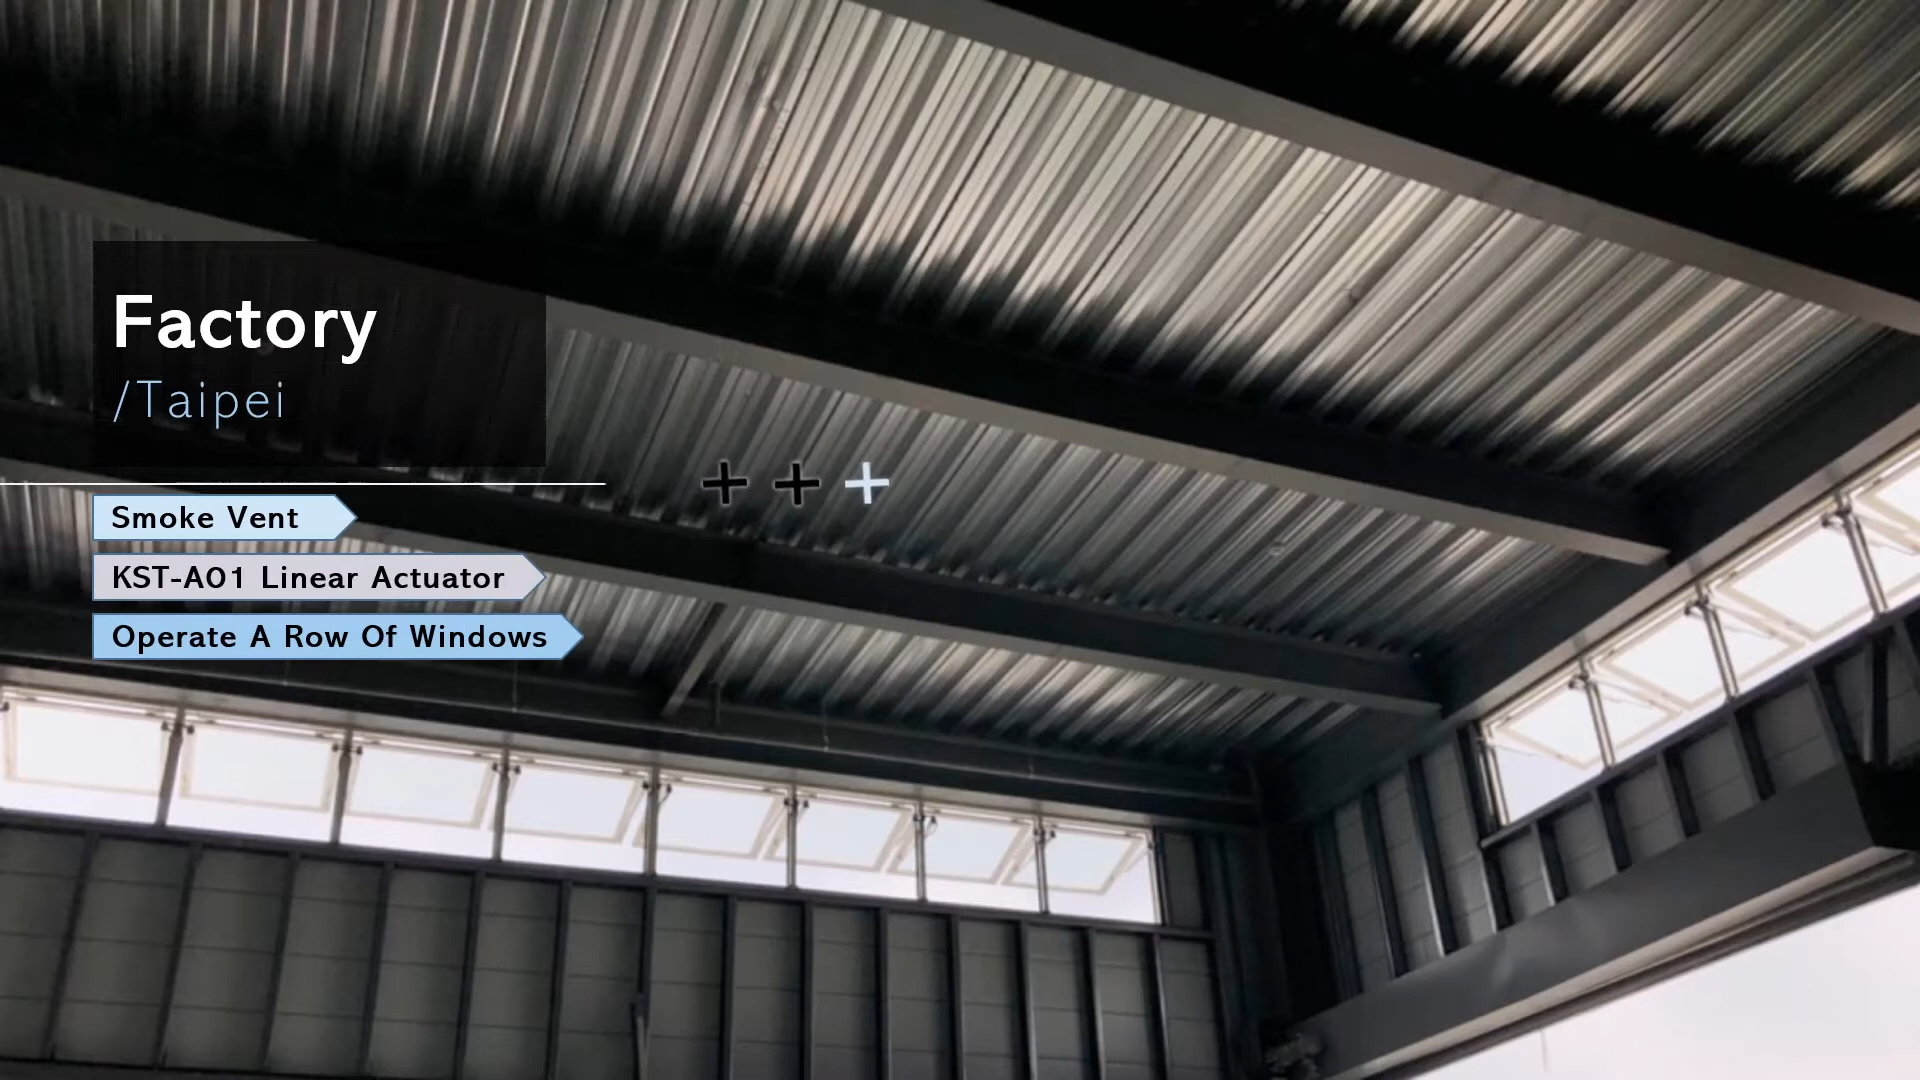 Factory
/Taipei
Smoke Vent
KST-A01 Linear Actuator
Operate A Row Of Windows